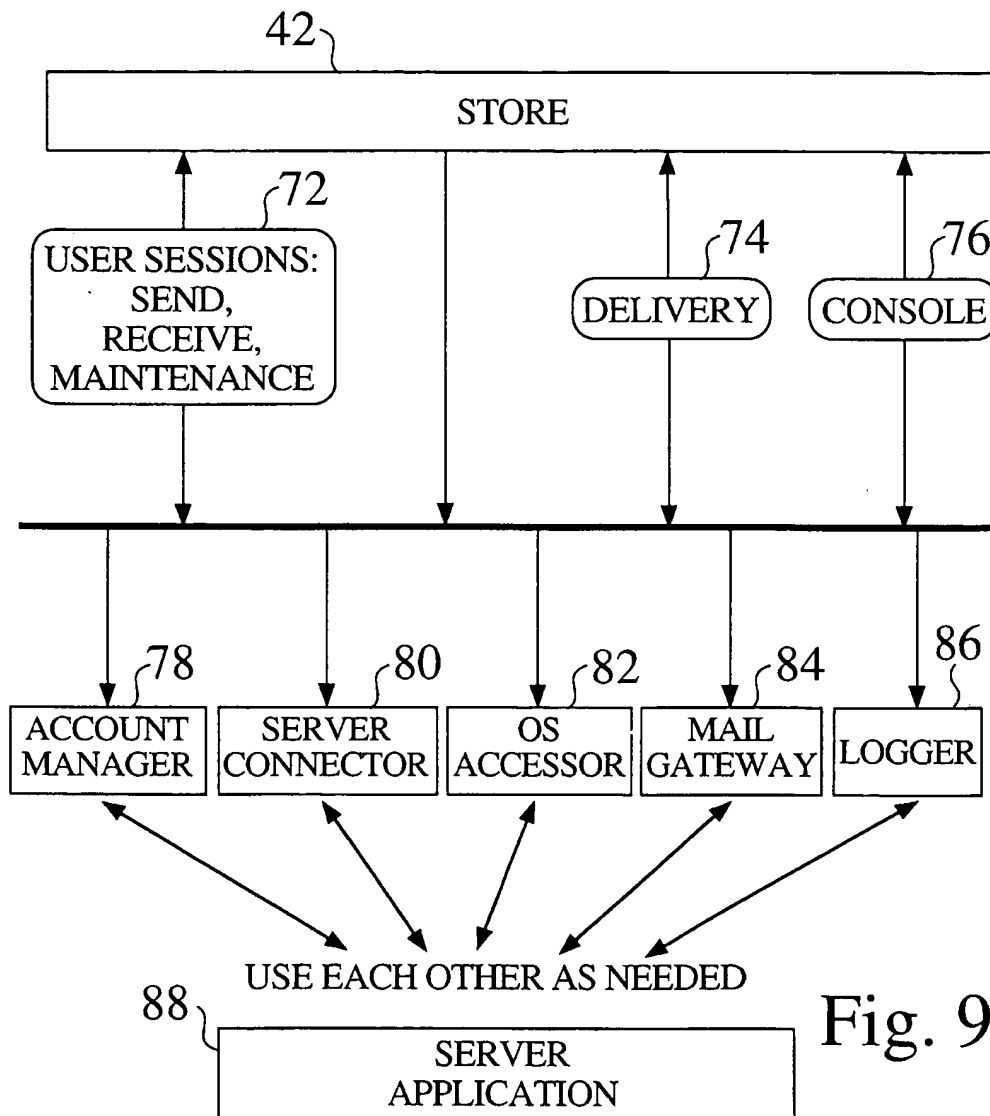 42
STORE
72
USER SESSIONS:
SEND,
RECEIVE,
MAINTENANCE
74
DELIVERY
76
CONSOLE
78
ACCOUNT
MANAGER
80
SERVER
CONNECTOR
82
OS
ACCESSOR
84
MAIL
GATEWAY
86
LOGGER
USE EACH OTHER AS NEEDED
88
SERVER
APPLICATION
Fig. 9